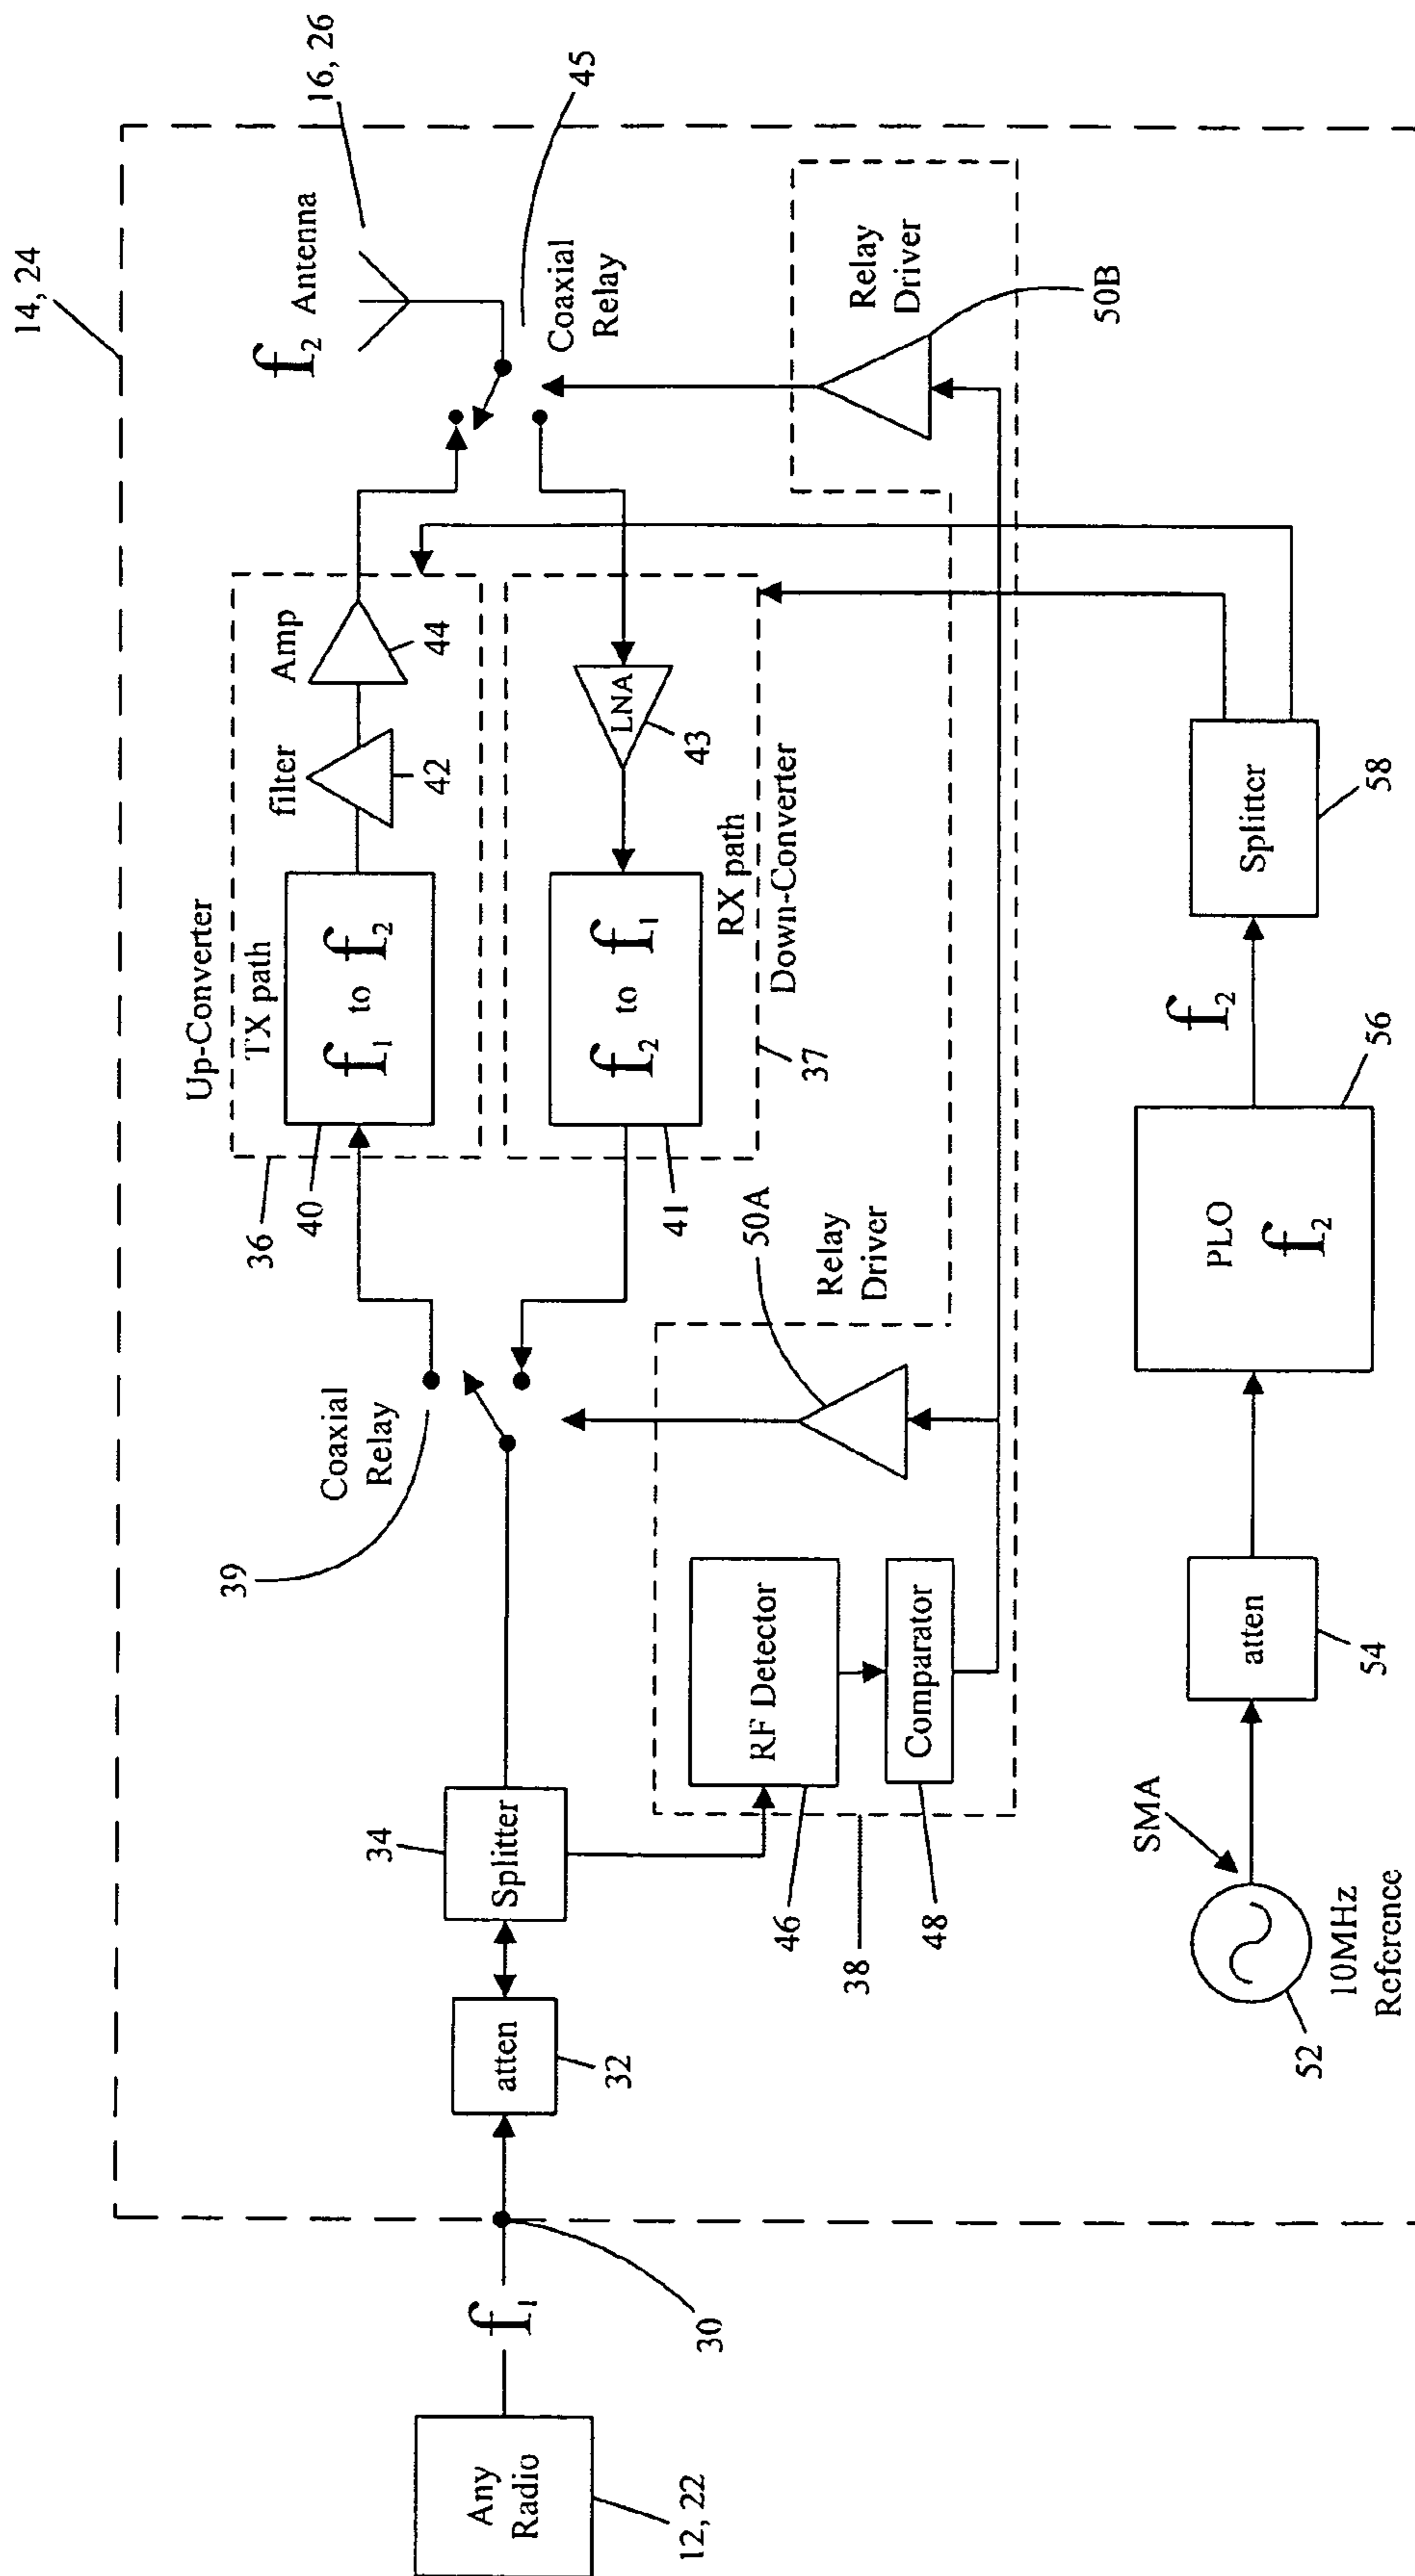 14, 24
16, 26
f₂ Antenna
45
Coaxial
Relay
Up-Converter
TX path
f₁ to f₂
filter
Amp
36
40
42
44
f₂ to f₁
LNA
43
41
RX path
Down-Converter
37
Coaxial
Relay
39
Relay
Driver
50A
Relay
Driver
50B
Any
Radio
12, 22
f₁
30
atten
32
Splitter
34
RF Detector
46
Comparator
48
38
SMA
10MHz
Reference
52
atten
54
PLO
f₂
56
f₂
Splitter
58